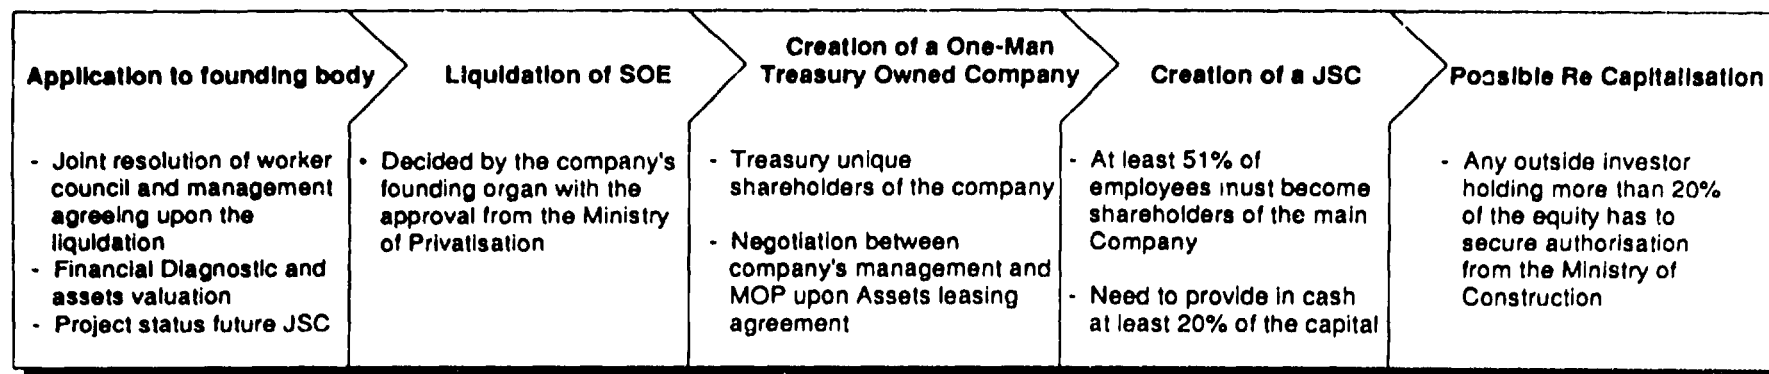 Application to founding body
- Joint resolution of worker
council and management
agreeing upon the
liquidation
- Financial Diagnostic and
assets valuation
- Project status future JSC
Liquidation of SOE
• Decided by the company's
founding organ with the
approval from the Ministry
of Privatisation
Creation of a One-Man
Treasury Owned Company
- Treasury unique
shareholders of the company
- Negotiation between
company's management and
MOP upon Assets leasing
agreement
Creation of a JSC
- At least 51% of
employees must become
shareholders of the main
Company
- Need to provide in cash
at least 20% of the capital
Possible Re Capitalisation
- Any outside investor
holding more than 20%
of the equity has to
secure authorisation
from the Ministry of
Construction